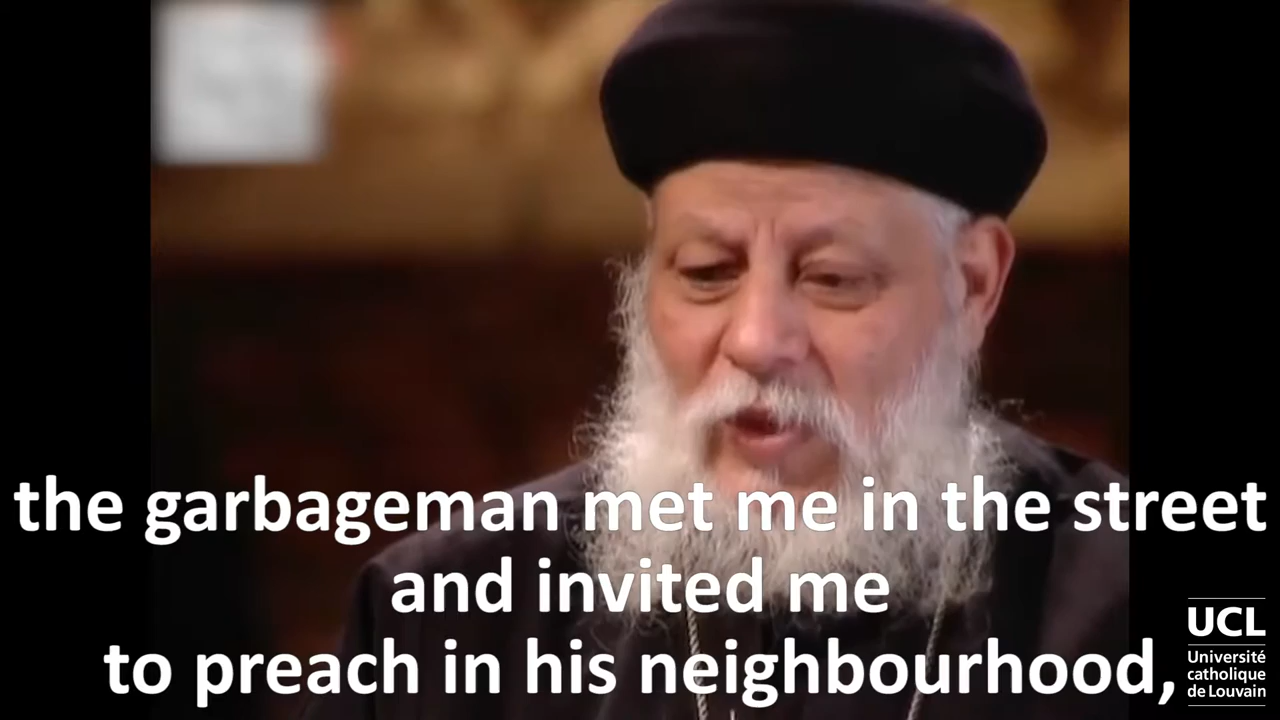 the garbageman met me in the street
and invited me
to preach in his neighbourhood,
UCL
Université
catholique
de Louvain